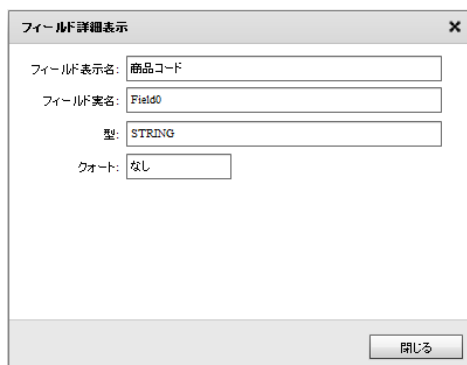 フィールド詳細表示
フィールド表示名: 商品コード
フィールド実名: Field0
型: STRING
クォート: なし
閉じる